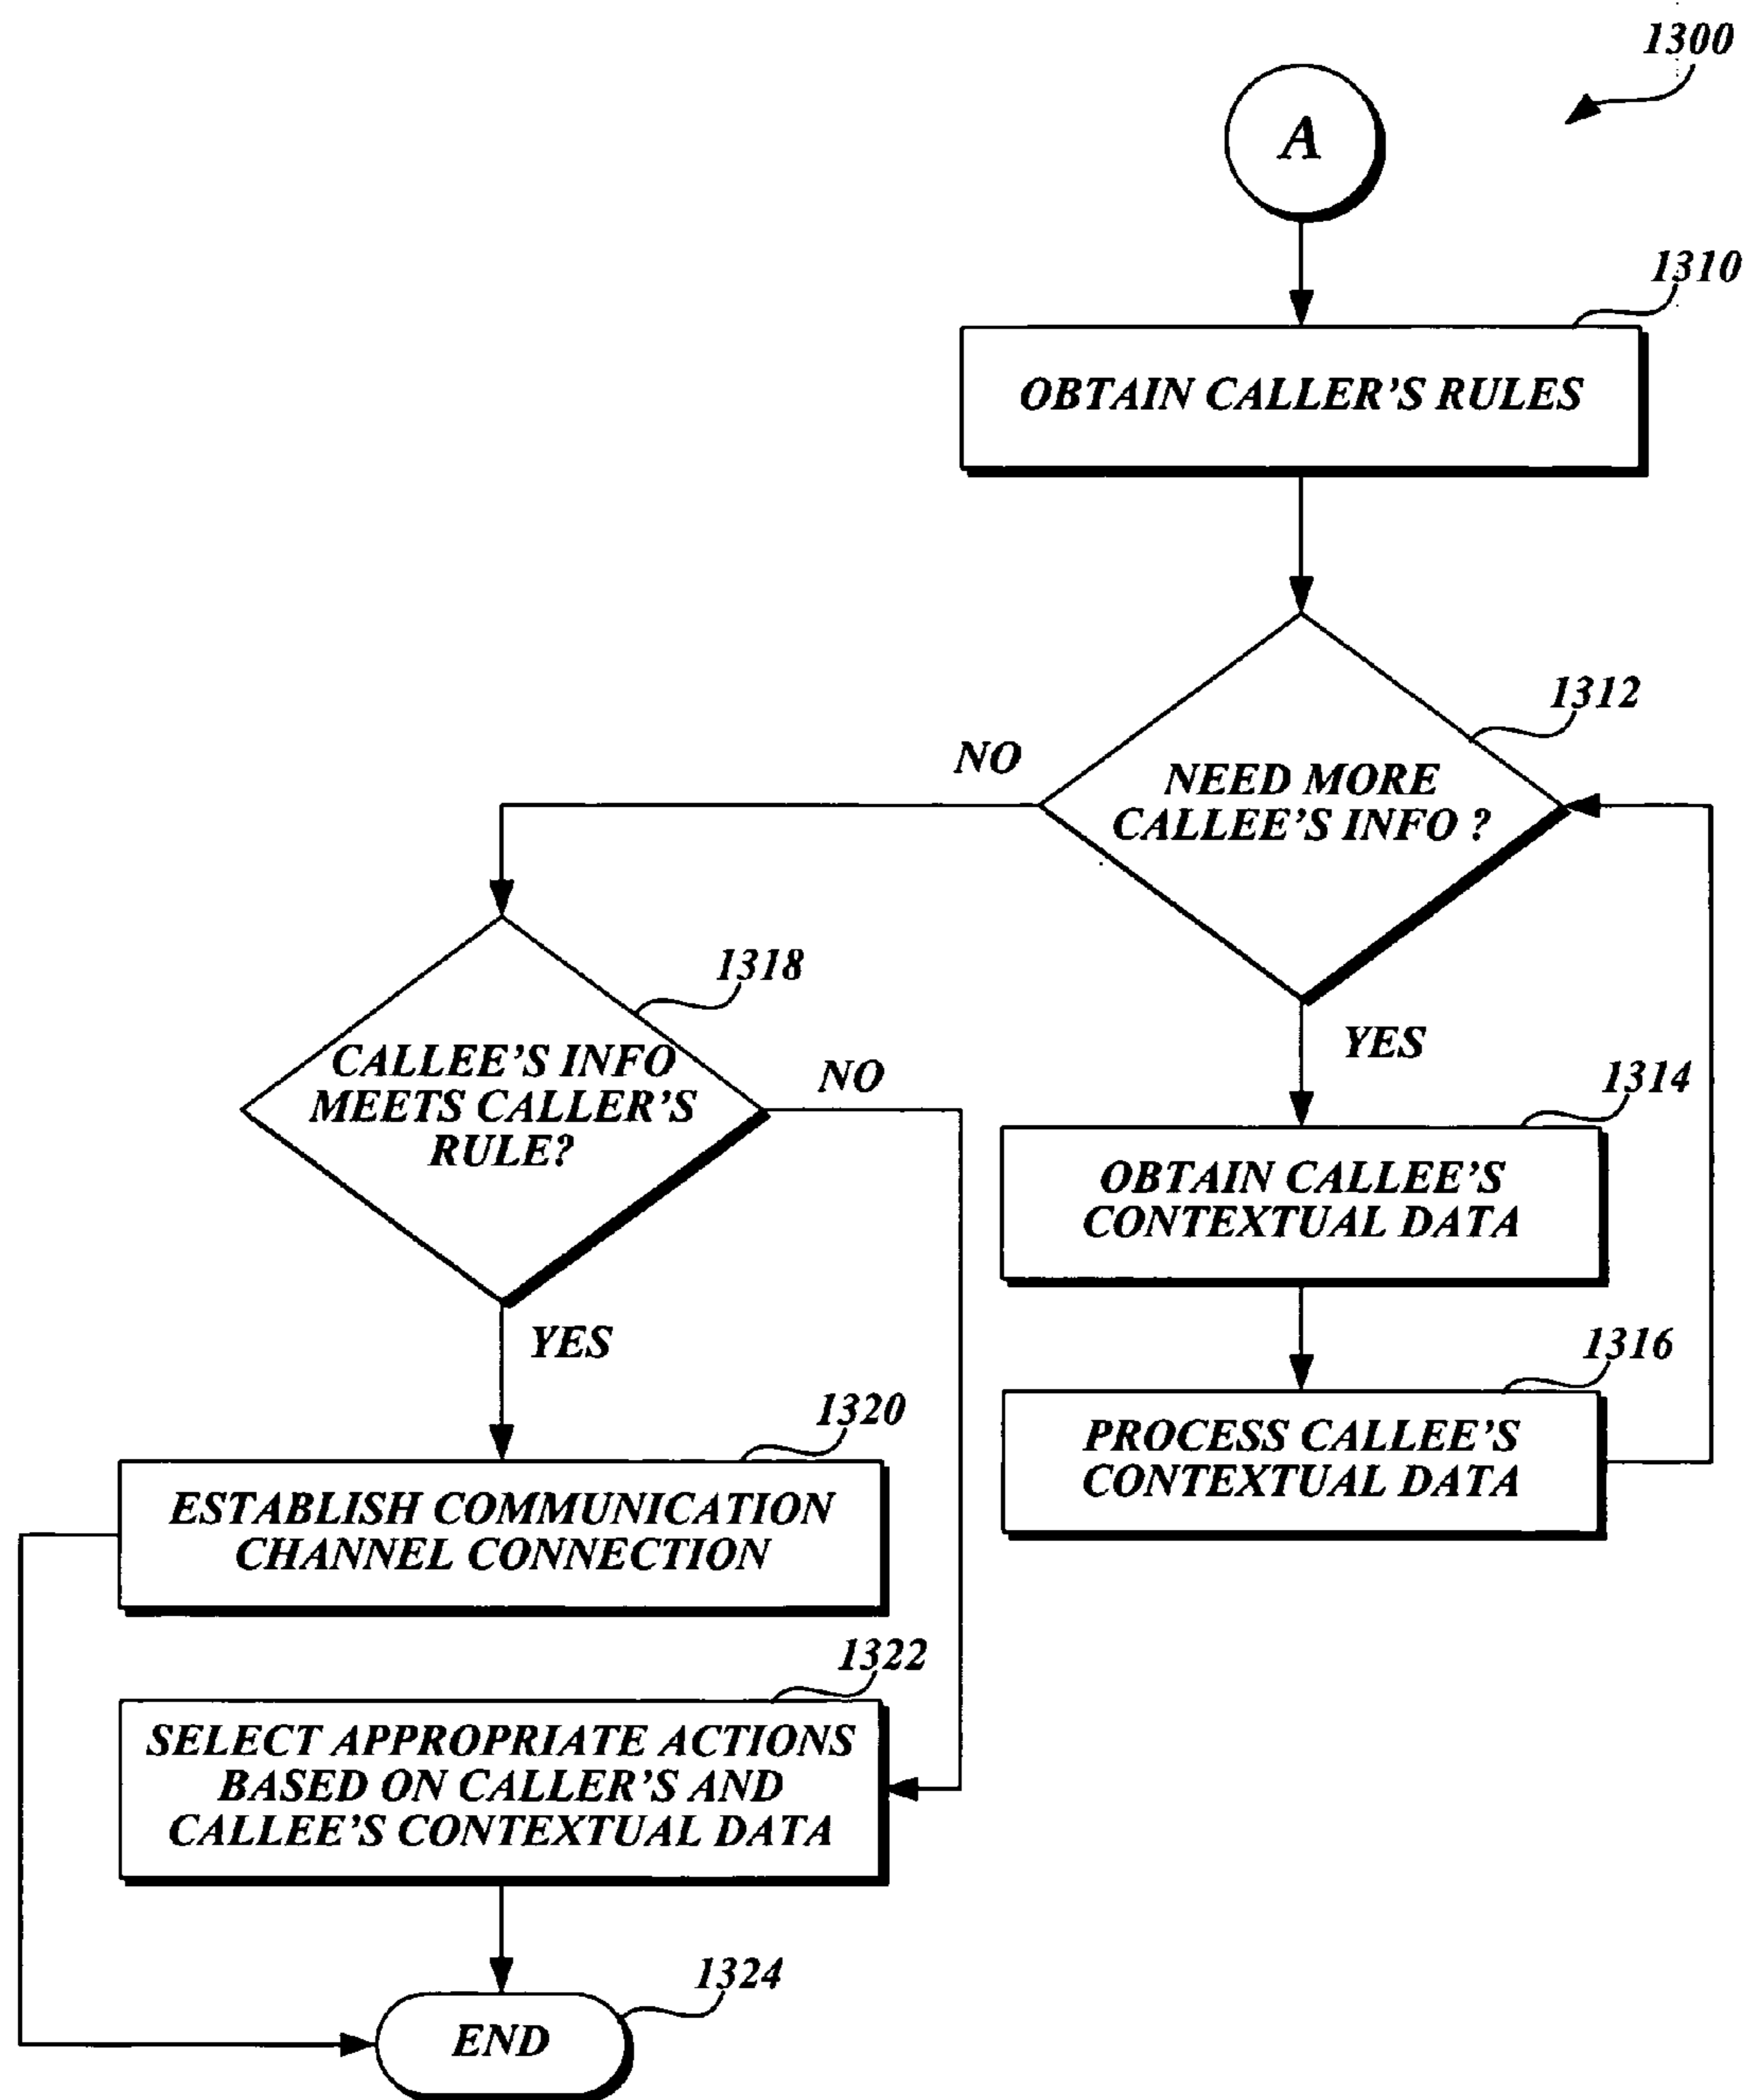 1300
A
1310
OBTAIN CALLER'S RULES
1312
NO
NEED MORE
CALLEE'S INFO ?
1318
YES
CALLEE'S INFO
MEETS CALLER'S
RULE?
NO
1314
OBTAIN CALLEE'S
CONTEXTUAL DATA
YES
1316
PROCESS CALLEE'S
CONTEXTUAL DATA
1320
ESTABLISH COMMUNICATION
CHANNEL CONNECTION
1322
SELECT APPROPRIATE ACTIONS
BASED ON CALLER'S AND
CALLEE'S CONTEXTUAL DATA
1324
END